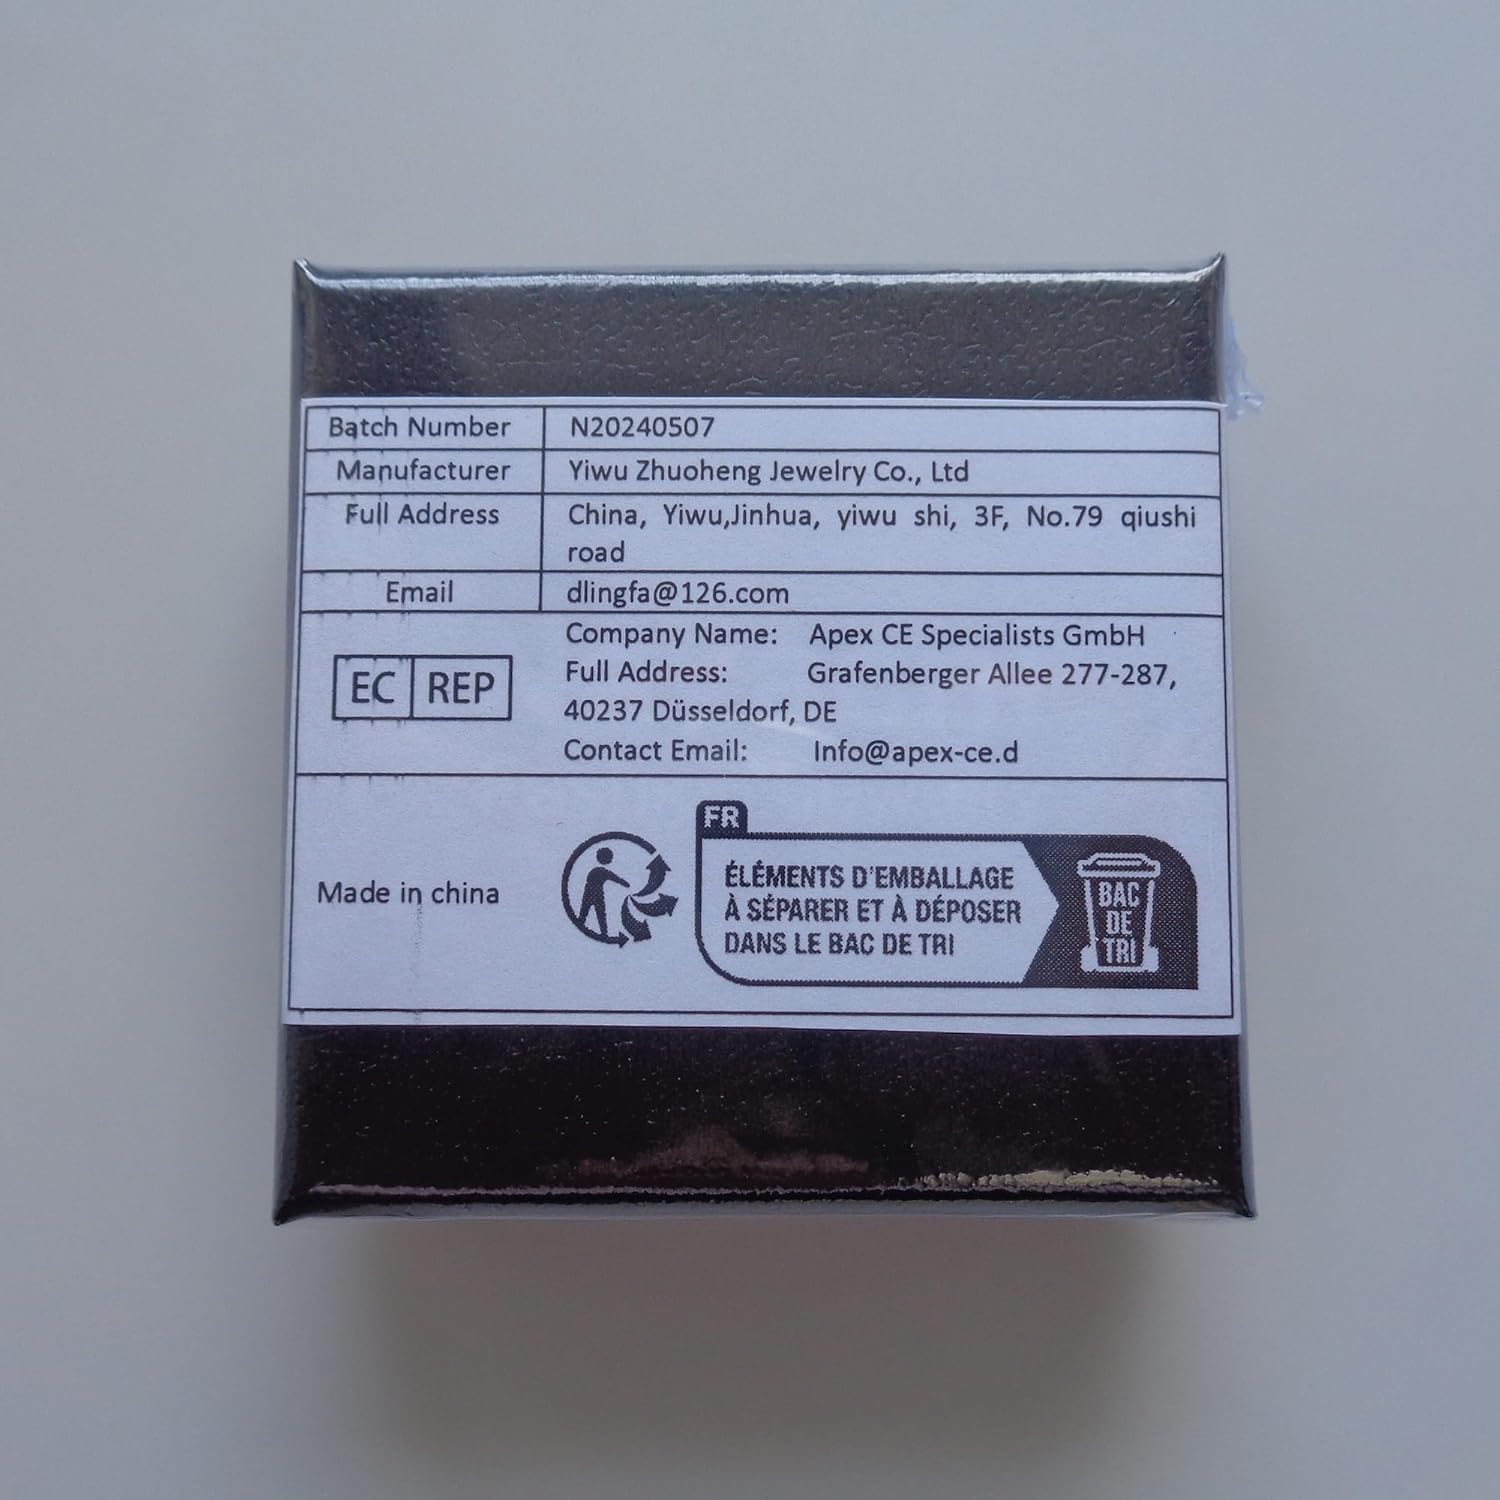 Batch Number N20240507
Manufacturer Yiwu Zhuoheng Jewelry Co., Ltd
Full Address China, Yiwu,Jinhua, yiwu shi, 3F, No.79 qiushi
road
Email dlingfa@126.com
Company Name: Apex CE Specialists GmbH
EC REP
Full Address: Grafenberger Allee 277-287,
40237 Düsseldorf, DE
Contact Email: Info@apex-ce.d
Made in china
FR
ÉLÉMENTS D'EMBALLAGE
À SÉPARER ET À DÉPOSER
DANS LE BAC DE TRI
BAC
DE
TRI